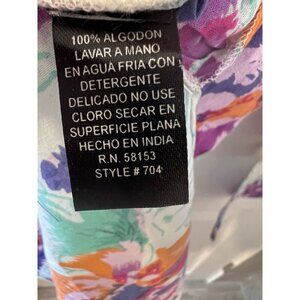 100% ALGODON
LAVAR A MANO
EN AGUA FRIA CON
DETERGENTE
DELICADO NO USE
CLORO SECAR EN
SUPERFICIE PLANA
HECHO EN INDIA
R.N. 58153
STYLE # 704